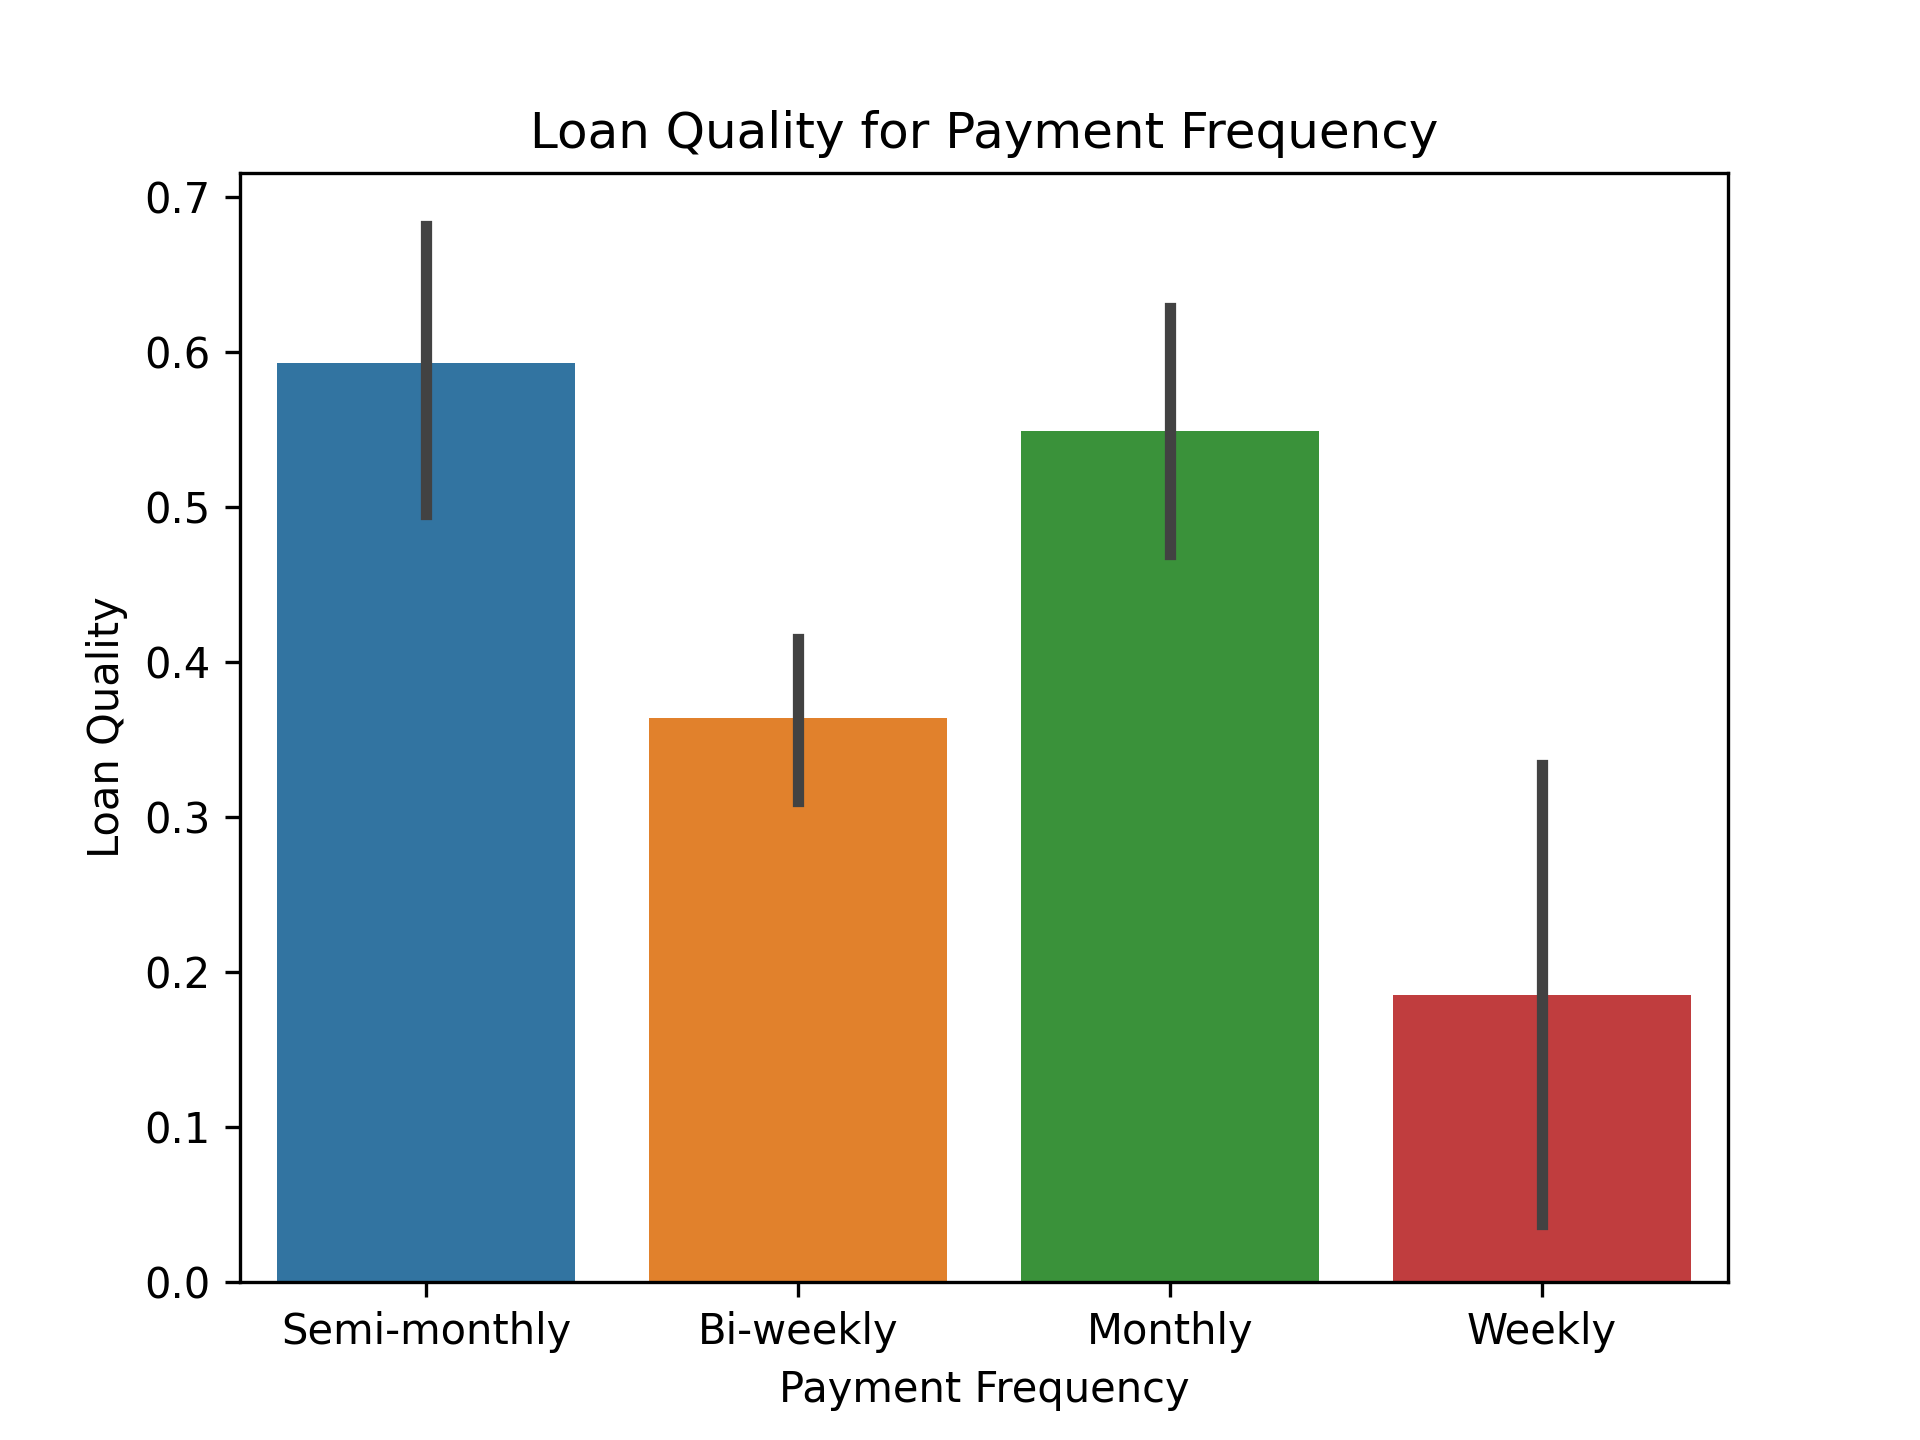 Loan Quality for Payment Frequency
0.7
0.6
0.5
0.4
0.3
0.2
0.1
0.0
Loan Quality
Semi-monthly Bi-weekly Monthly Weekly
Payment Frequency